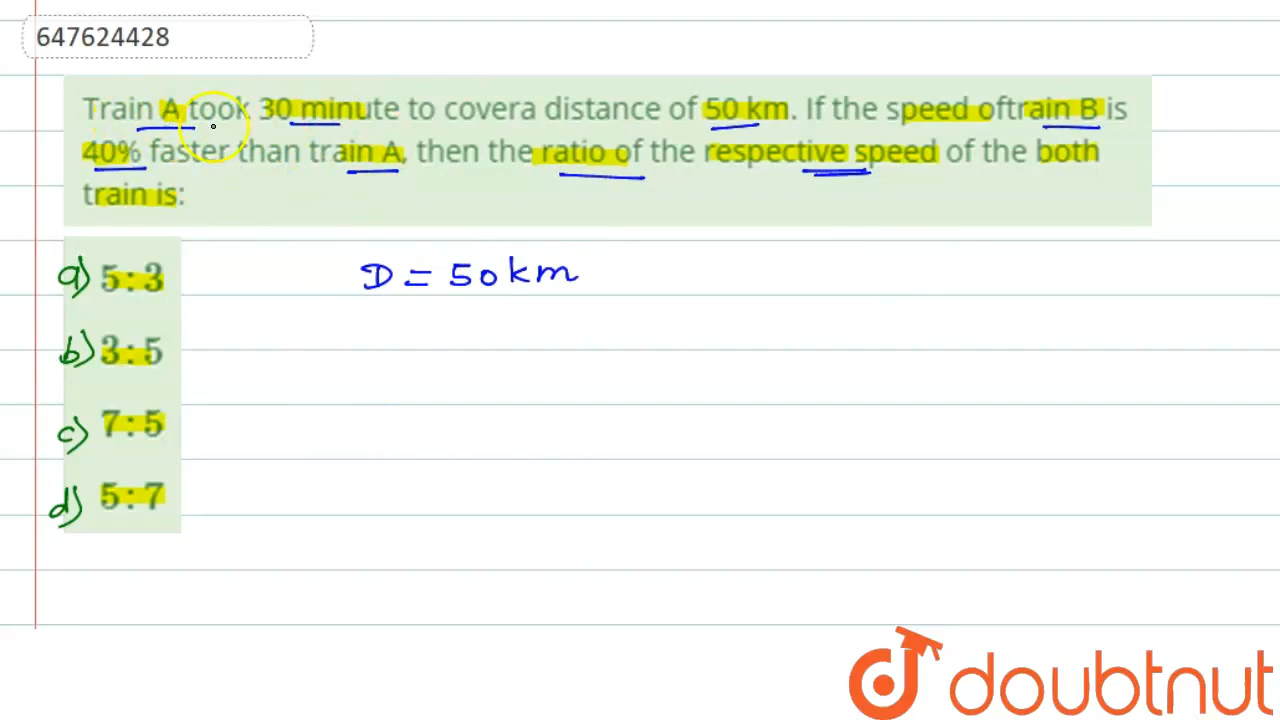 647624428
Train A took 30 minute to covera distance of 50 km. If the speed oftrain B is
40% faster than train A, then the ratio of the respective speed of the both
train is:
a) 5 : 3
D = 50 km
b) 3 : 5
c) 7 : 5
d) 5 : 7
doubtnut